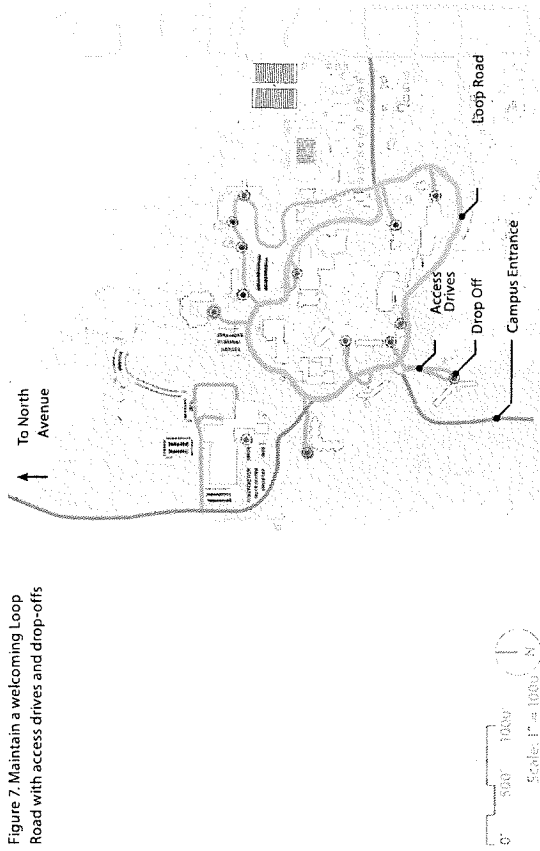 Figure 7. Maintain a welcoming Loop
Road with access drives and drop-offs
To North
Avenue
Loop Road
Access
Drives
Drop Off
Campus Entrance
0' 500' 1000'
Scale: 1" = 1000'
N